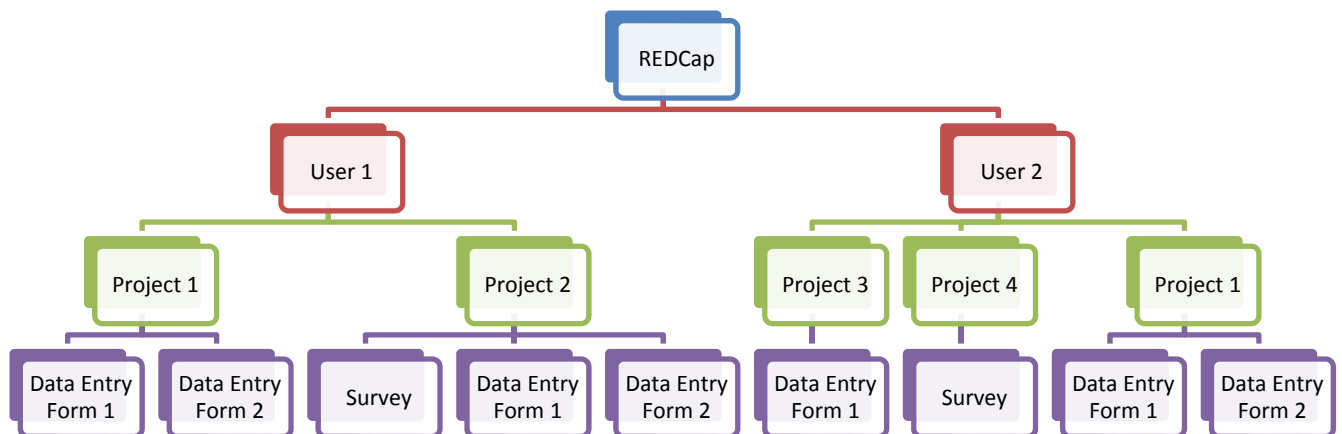 REDCap
User 1
User 2
Project 1
Project 2
Project 3
Project 4
Project 1
Data Entry
Form 1
Data Entry
Form 2
Survey
Data Entry
Form 1
Data Entry
Form 2
Data Entry
Form 1
Survey
Data Entry
Form 1
Data Entry
Form 2